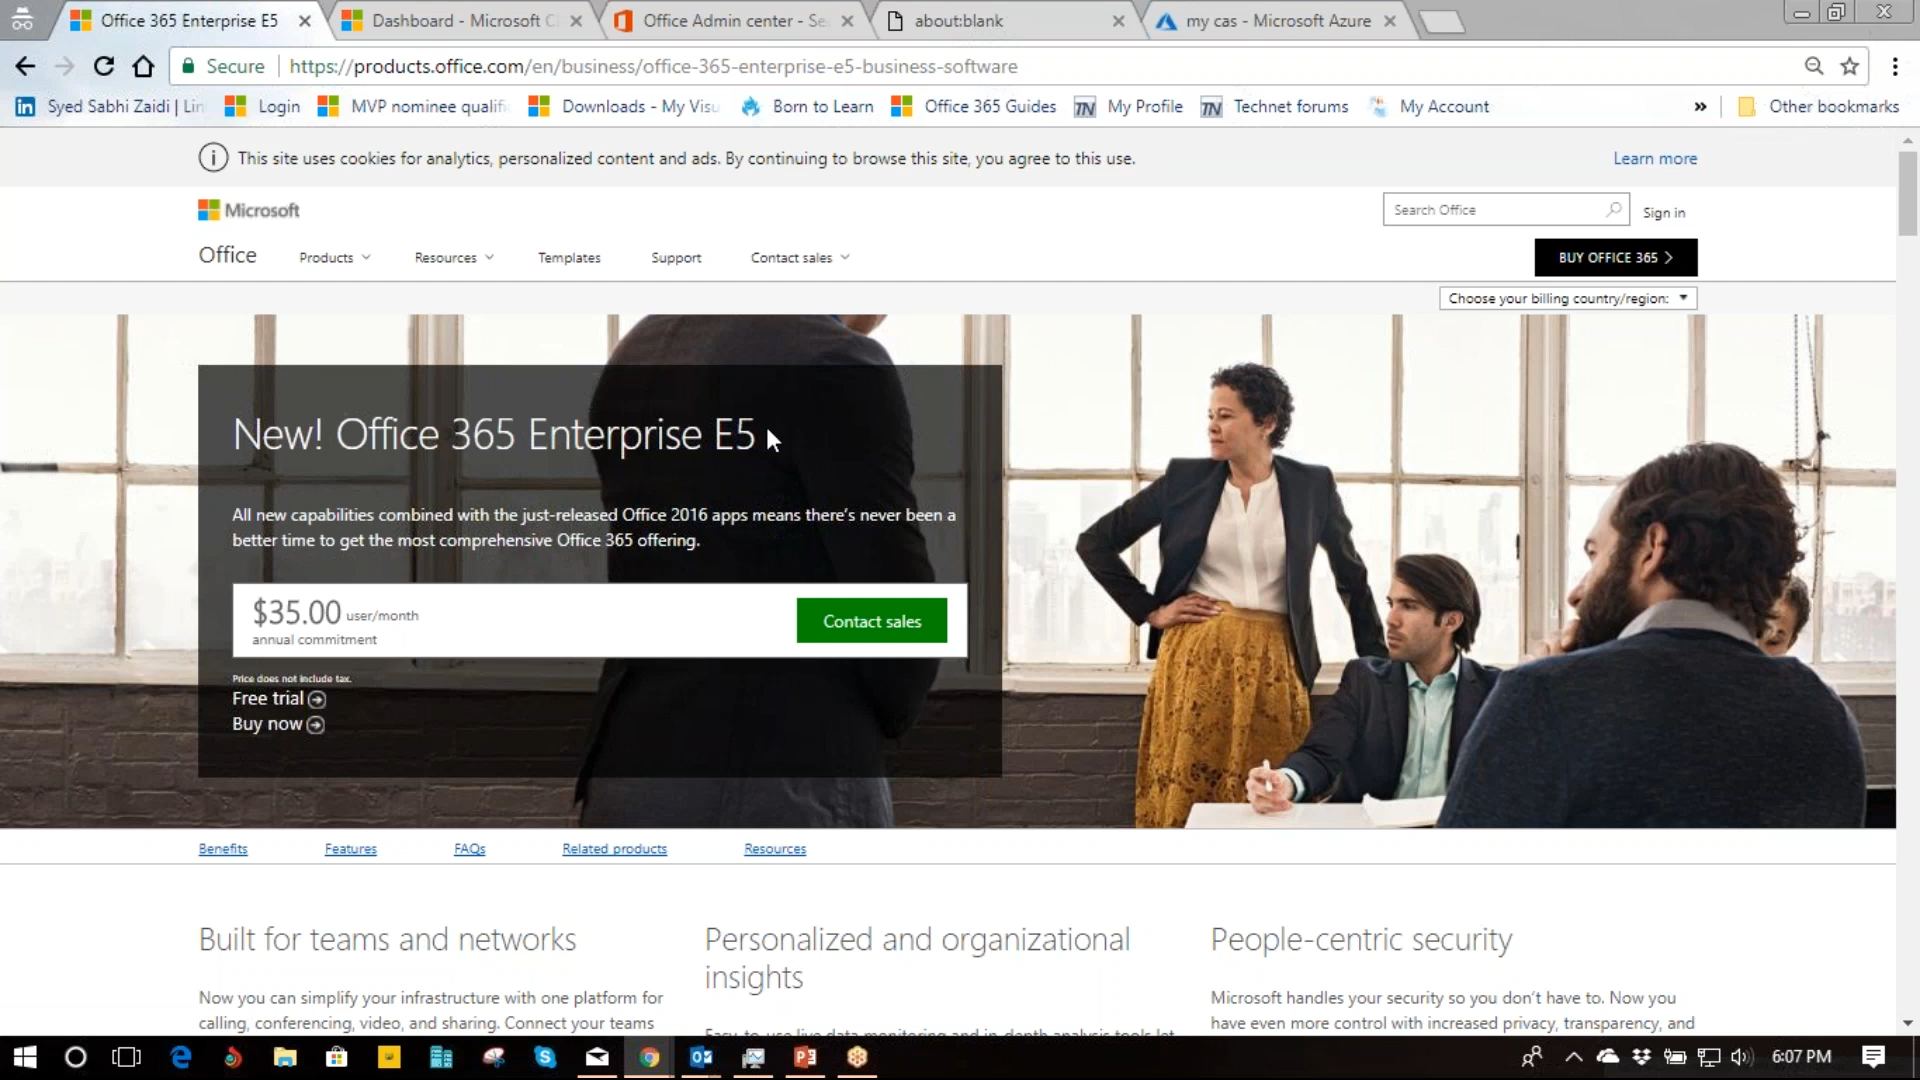 Office 365 Enterprise E5
Dashboard - Microsoft C
Office Admin center - Se
about:blank
my cas - Microsoft Azure
Secure
https://products.office.com/en/business/office-365-enterprise-e5-business-software
Syed Sabhi Zaidi | Lin
Login
MVP nominee qualifi
Downloads - My Visu
Born to Learn
Office 365 Guides
My Profile
Technet forums
My Account
Other bookmarks
This site uses cookies for analytics, personalized content and ads. By continuing to browse this site, you agree to this use.
Learn more
Microsoft
Search Office
Sign in
Office
Products
Resources
Templates
Support
Contact sales
BUY OFFICE 365
Choose your billing country/region:
New! Office 365 Enterprise E5
All new capabilities combined with the just-released Office 2016 apps means there's never been a
better time to get the most comprehensive Office 365 offering.
$35.00 user/month
annual commitment
Contact sales
Price does not include tax.
Free trial
Buy now
Benefits
Features
FAQs
Related products
Resources
Built for teams and networks
Now you can simplify your infrastructure with one platform for
calling, conferencing, video, and sharing. Connect your teams
Personalized and organizational
insights
Easy-to-use live data monitoring and in-depth analysis tools let
People-centric security
Microsoft handles your security so you don't have to. Now you
have even more control with increased privacy, transparency, and
6:07 PM